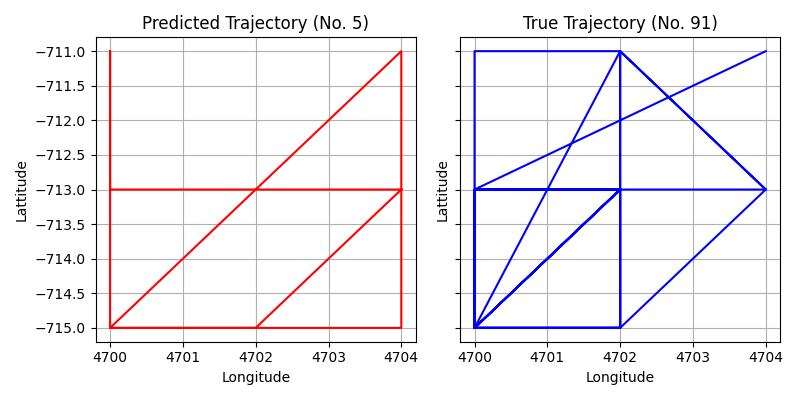 Predicted Trajectory (No. 5)
True Trajectory (No. 91)
−711.0
−711.5
−712.0
−712.5
−713.0
−713.5
−714.0
−714.5
−715.0
Lattitude
Lattitude
4700 4701 4702 4703 4704
4700 4701 4702 4703 4704
Longitude
Longitude